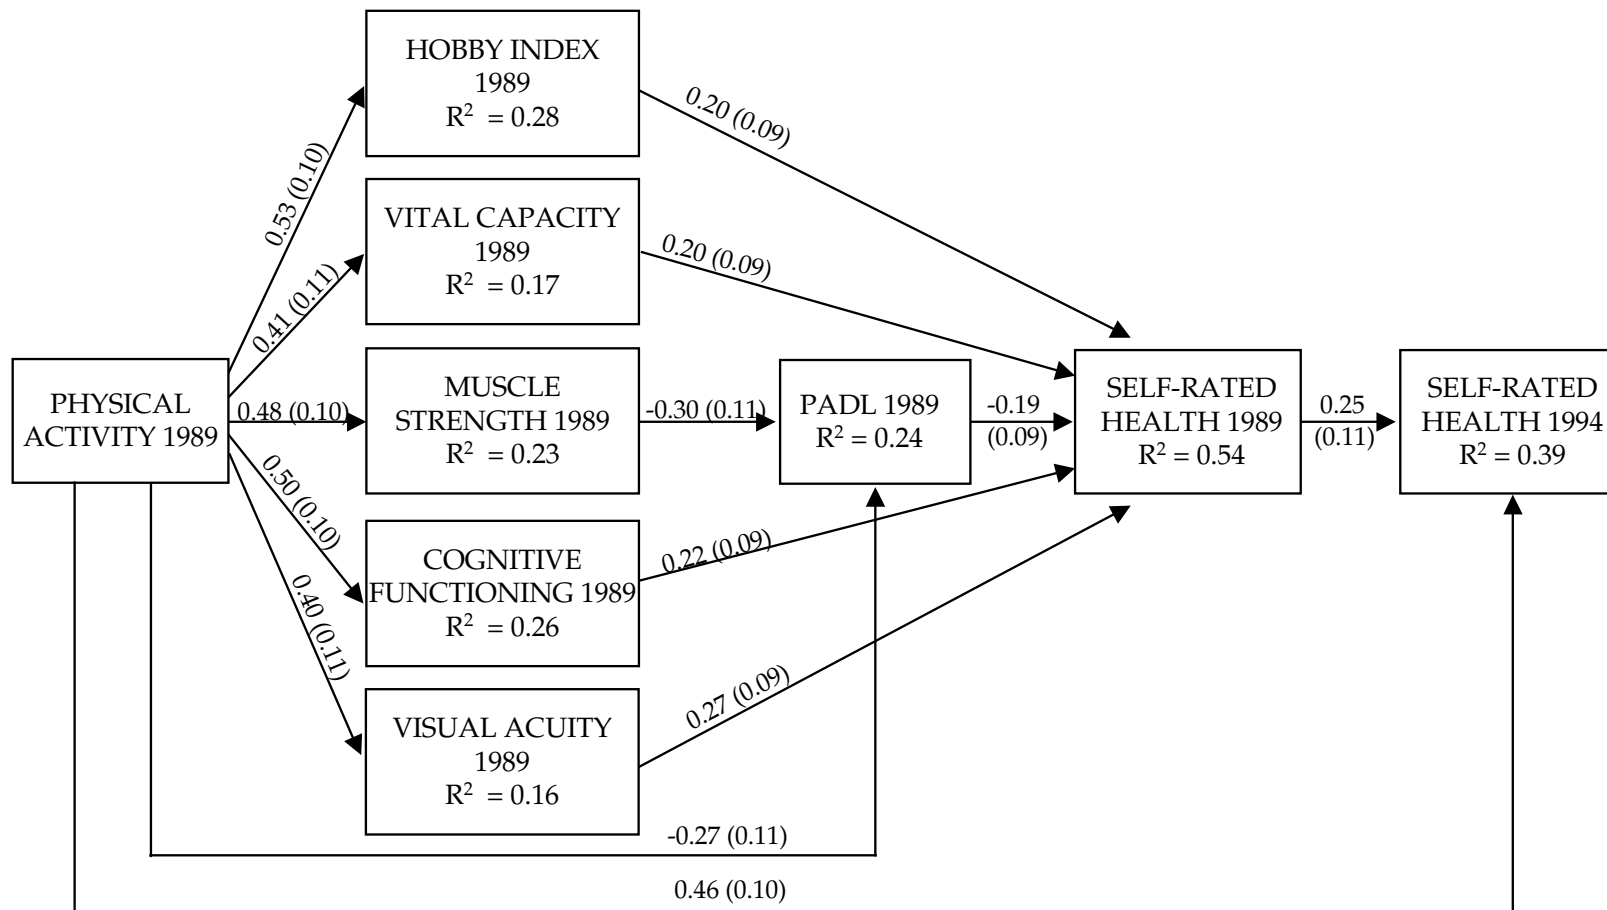 HOBBY INDEX
1989
R² = 0.28
0.20 (0.09)
0.53 (0.10)
VITAL CAPACITY
1989
R² = 0.17
0.20 (0.09)
0.41 (0.11)
PHYSICAL
ACTIVITY 1989
0.48 (0.10)
MUSCLE
STRENGTH 1989
R² = 0.23
-0.30 (0.11)
PADL 1989
R² = 0.24
-0.19
(0.09)
SELF-RATED
HEALTH 1989
R² = 0.54
0.25
(0.11)
SELF-RATED
HEALTH 1994
R² = 0.39
0.50 (0.10)
COGNITIVE
FUNCTIONING 1989
R² = 0.26
0.22 (0.09)
0.40 (0.11)
VISUAL ACUITY
1989
R² = 0.16
0.27 (0.09)
-0.27 (0.11)
0.46 (0.10)